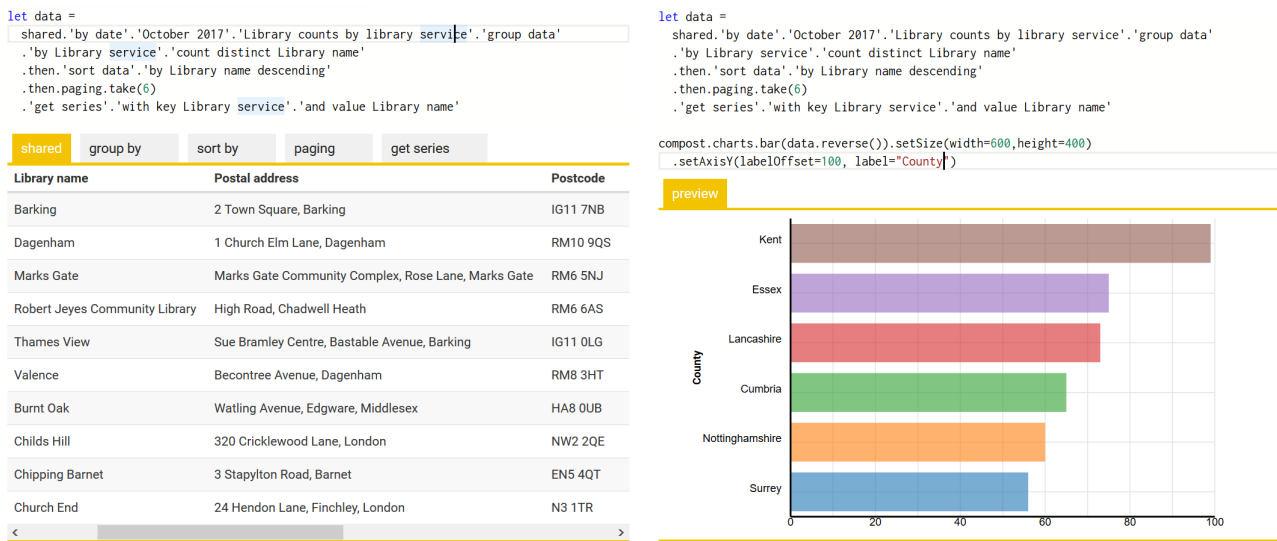 let data =
shared.'by date'.'October 2017'.'Library counts by library service'.'group data'
.'by Library service'.'count distinct Library name'
.then.'sort data'.'by Library name descending'
.then.paging.take(6)
.'get series'.'with key Library service'.'and value Library name'
shared group by sort by paging get series
Library name Postal address Postcode
Barking 2 Town Square, Barking IG11 7NB
Dagenham 1 Church Elm Lane, Dagenham RM10 9QS
Marks Gate Marks Gate Community Complex, Rose Lane, Marks Gate RM6 5NJ
Robert Jeyes Community Library High Road, Chadwell Heath RM6 6AS
Thames View Sue Bramley Centre, Bastable Avenue, Barking IG11 0LG
Valence Becontree Avenue, Dagenham RM8 3HT
Burnt Oak Watling Avenue, Edgware, Middlesex HA8 0UB
Childs Hill 320 Cricklewood Lane, London NW2 2QE
Chipping Barnet 3 Stapylton Road, Barnet EN5 4QT
Church End 24 Hendon Lane, Finchley, London N3 1TR
let data =
shared.'by date'.'October 2017'.'Library counts by library service'.'group data'
.'by Library service'.'count distinct Library name'
.then.'sort data'.'by Library name descending'
.then.paging.take(6)
.'get series'.'with key Library service'.'and value Library name'
compost.charts.bar(data.reverse()).setSize(width=600,height=400)
.setAxisY(labelOffset=100, label="County")
preview
Kent
Essex
Lancashire
County
Cumbria
Nottinghamshire
Surrey
0 20 40 60 80 100